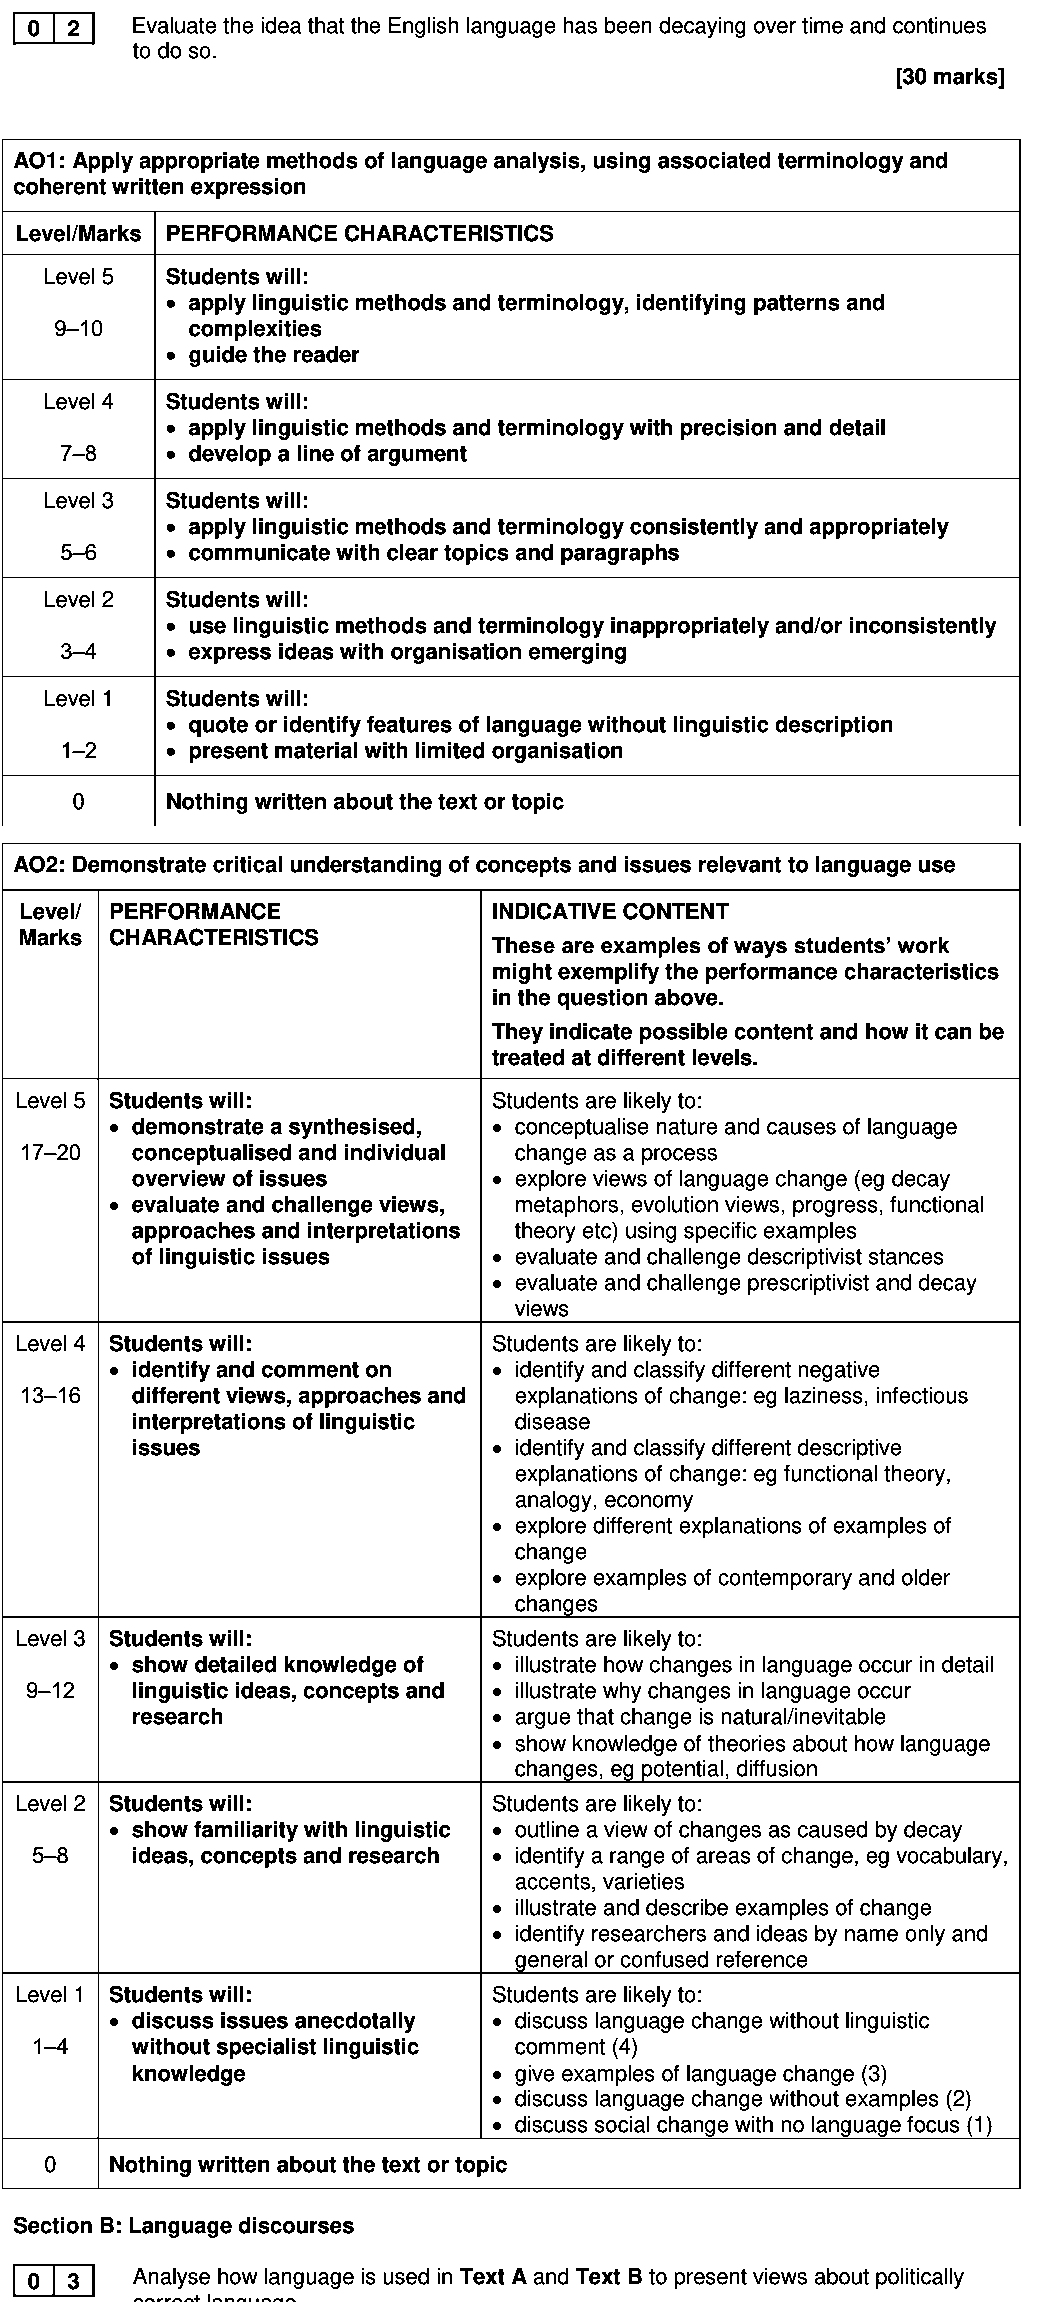 0 2 Evaluate the idea that the English language has been decaying over time and continues
to do so.
[30 marks]
AO1: Apply appropriate methods of language analysis, using associated terminology and
coherent written expression
Level/Marks PERFORMANCE CHARACTERISTICS
Level 5 Students will:
• apply linguistic methods and terminology, identifying patterns and
9–10 complexities
• guide the reader
Level 4 Students will:
• apply linguistic methods and terminology with precision and detail
7–8 • develop a line of argument
Level 3 Students will:
• apply linguistic methods and terminology consistently and appropriately
5–6 • communicate with clear topics and paragraphs
Level 2 Students will:
• use linguistic methods and terminology inappropriately and/or inconsistently
3–4 • express ideas with organisation emerging
Level 1 Students will:
• quote or identify features of language without linguistic description
1–2 • present material with limited organisation
0 Nothing written about the text or topic
AO2: Demonstrate critical understanding of concepts and issues relevant to language use
Level/
Marks
PERFORMANCE
CHARACTERISTICS
INDICATIVE CONTENT
These are examples of ways students’ work
might exemplify the performance characteristics
in the question above.
They indicate possible content and how it can be
treated at different levels.
Level 5
17–20
Students will:
• demonstrate a synthesised,
conceptualised and individual
overview of issues
• evaluate and challenge views,
approaches and interpretations
of linguistic issues
Students are likely to:
• conceptualise nature and causes of language
change as a process
• explore views of language change (eg decay
metaphors, evolution views, progress, functional
theory etc) using specific examples
• evaluate and challenge descriptivist stances
• evaluate and challenge prescriptivist and decay
views
Level 4
13–16
Students will:
• identify and comment on
different views, approaches and
interpretations of linguistic
issues
Students are likely to:
• identify and classify different negative
explanations of change: eg laziness, infectious
disease
• identify and classify different descriptive
explanations of change: eg functional theory,
analogy, economy
• explore different explanations of examples of
change
• explore examples of contemporary and older
changes
Level 3
9–12
Students will:
• show detailed knowledge of
linguistic ideas, concepts and
research
Students are likely to:
• illustrate how changes in language occur in detail
• illustrate why changes in language occur
• argue that change is natural/inevitable
• show knowledge of theories about how language
changes, eg potential, diffusion
Level 2
5–8
Students will:
• show familiarity with linguistic
ideas, concepts and research
Students are likely to:
• outline a view of changes as caused by decay
• identify a range of areas of change, eg vocabulary,
accents, varieties
• illustrate and describe examples of change
• identify researchers and ideas by name only and
general or confused reference
Level 1
1–4
Students will:
• discuss issues anecdotally
without specialist linguistic
knowledge
Students are likely to:
• discuss language change without linguistic
comment (4)
• give examples of language change (3)
• discuss language change without examples (2)
• discuss social change with no language focus (1)
0 Nothing written about the text or topic
Section B: Language discourses
0 3 Analyse how language is used in Text A and Text B to present views about politically
correct language